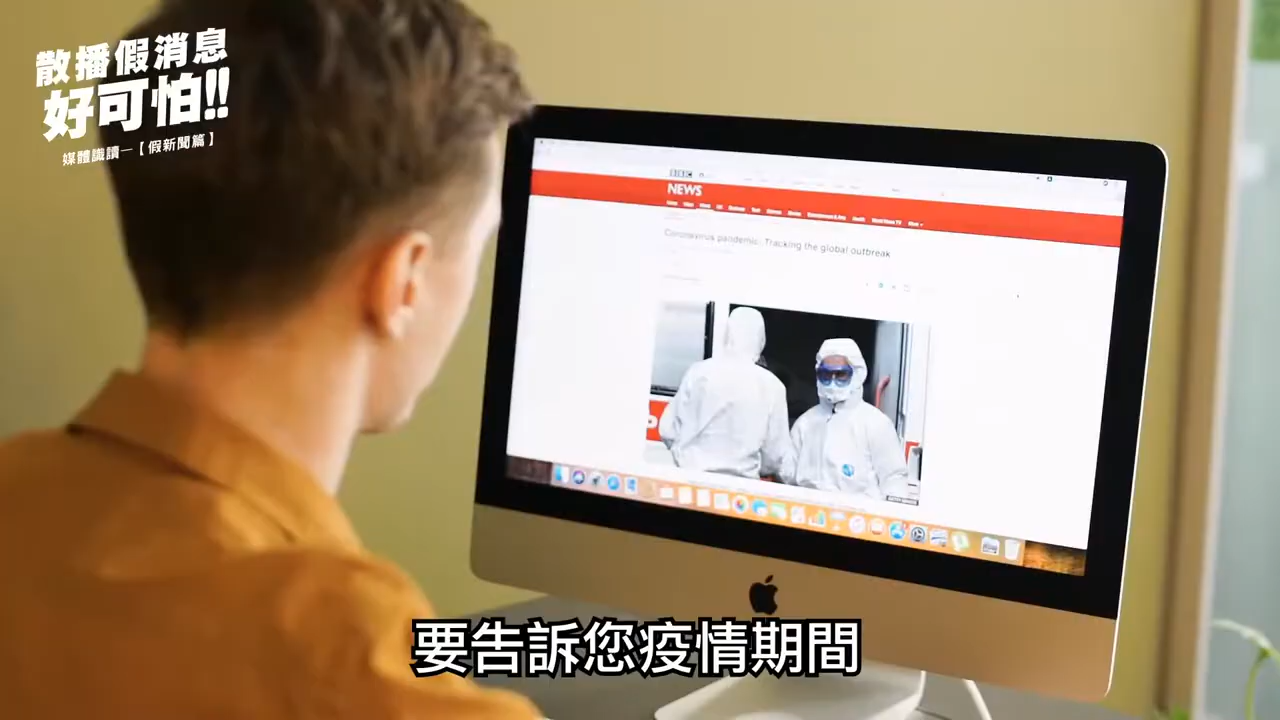 散播假消息
好可怕!!
媒體識讀—【假新聞篇】
BBC
NEWS
Coronavirus pandemic: Tracking the global outbreak
要告訴您疫情期間